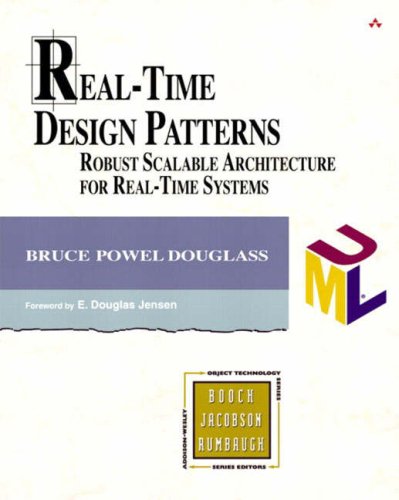 REAL-TIME
DESIGN PATTERNS
ROBUST SCALABLE ARCHITECTURE
FOR REAL-TIME SYSTEMS
BRUCE POWEL DOUGLASS
UML
Foreword by E. Douglas Jensen
OBJECT TECHNOLOGY
ADDISON-WESLEY
BOOCH
JACOBSON
RUMBAUGH
SERIES
SERIES EDITORS